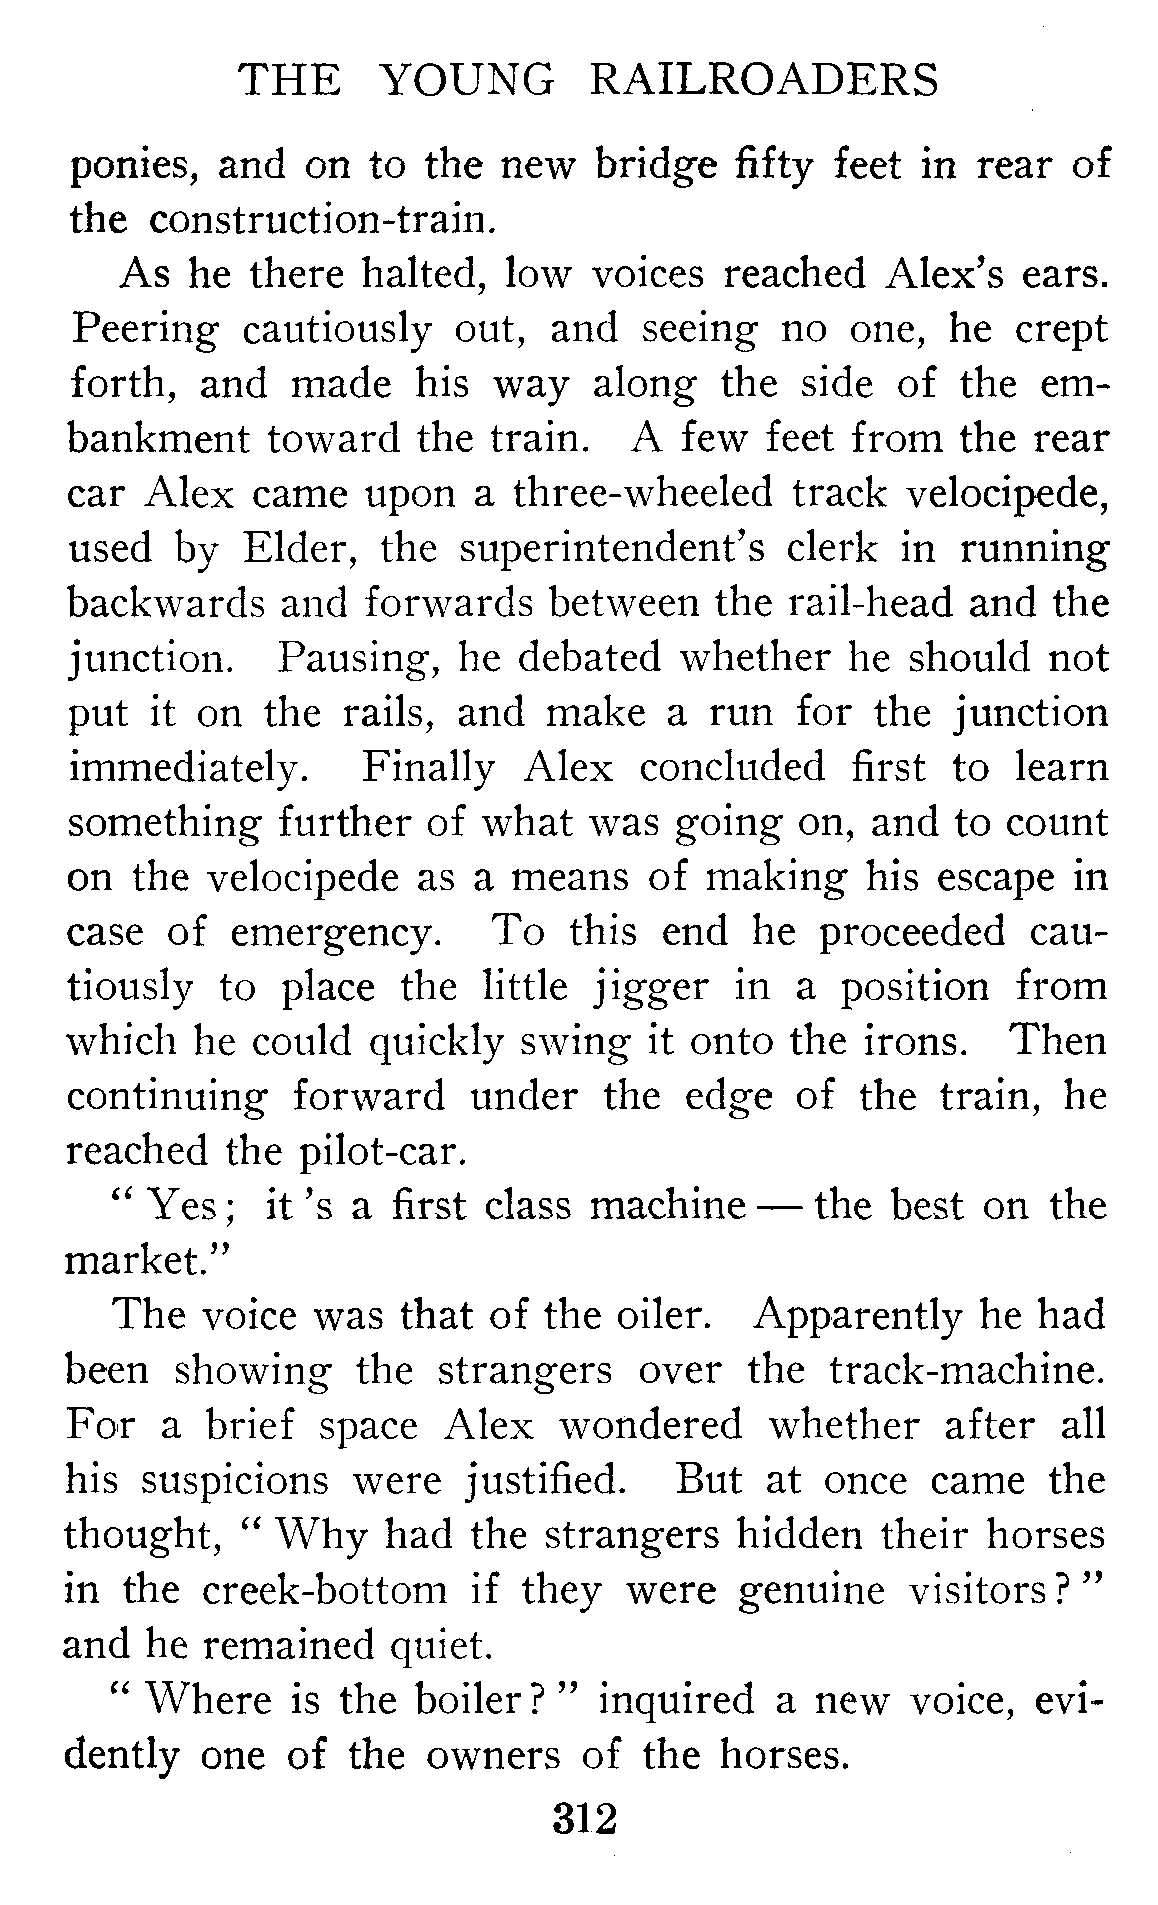 THE YOUNG RAILROADERS
ponies, and on to the new bridge fifty feet in rear of
the construction-train.
As he there halted, low voices reached Alex's ears.
Peering cautiously out, and seeing no one, he crept
forth, and made his way along the side of the em-
bankment toward the train. A few feet from the rear
car Alex came upon a three-wheeled track velocipede,
used by Elder, the superintendent's clerk in running
backwards and forwards between the rail-head and the
junction. Pausing, he debated whether he should not
put it on the rails, and make a run for the junction
immediately. Finally Alex concluded first to learn
something further of what was going on, and to count
on the velocipede as a means of making his escape in
case of emergency. To this end he proceeded cau-
tiously to place the little jigger in a position from
which he could quickly swing it onto the irons. Then
continuing forward under the edge of the train, he
reached the pilot-car.
“ Yes; it 's a first class machine — the best on the
market.”
The voice was that of the oiler. Apparently he had
been showing the strangers over the track-machine.
For a brief space Alex wondered whether after all
his suspicions were justified. But at once came the
thought, “ Why had the strangers hidden their horses
in the creek-bottom if they were genuine visitors? ”
and he remained quiet.
“ Where is the boiler? ” inquired a new voice, evi-
dently one of the owners of the horses.
312